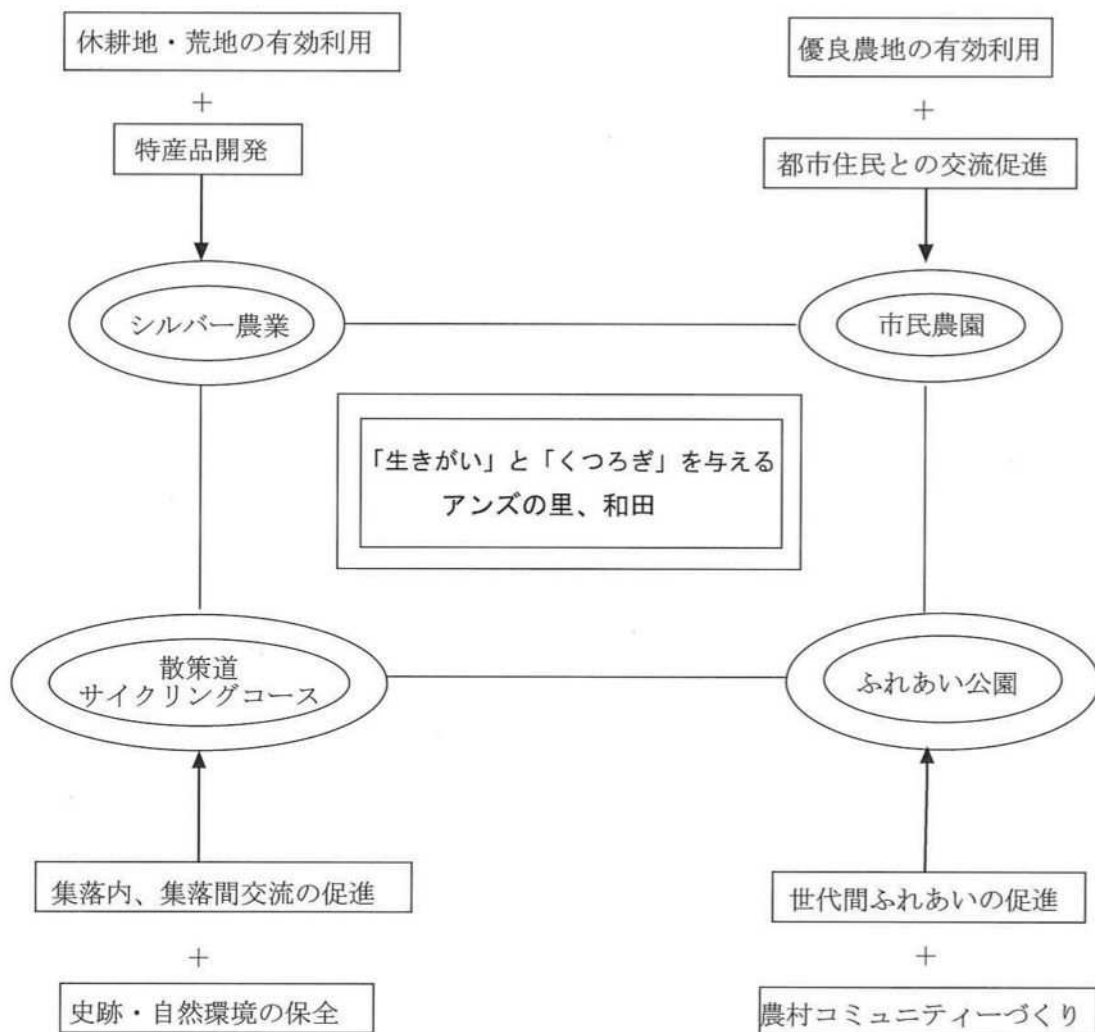 休耕地・荒地の有効利用
優良農地の有効利用
+
+
特産品開発
都市住民との交流促進
シルバー農業
市民農園
「生きがい」と「くつろぎ」を与える
アンズの里、和田
散策道
サイクリングコース
ふれあい公園
集落内、集落間交流の促進
世代間ふれあいの促進
+
+
史跡・自然環境の保全
農村コミュニティーづくり